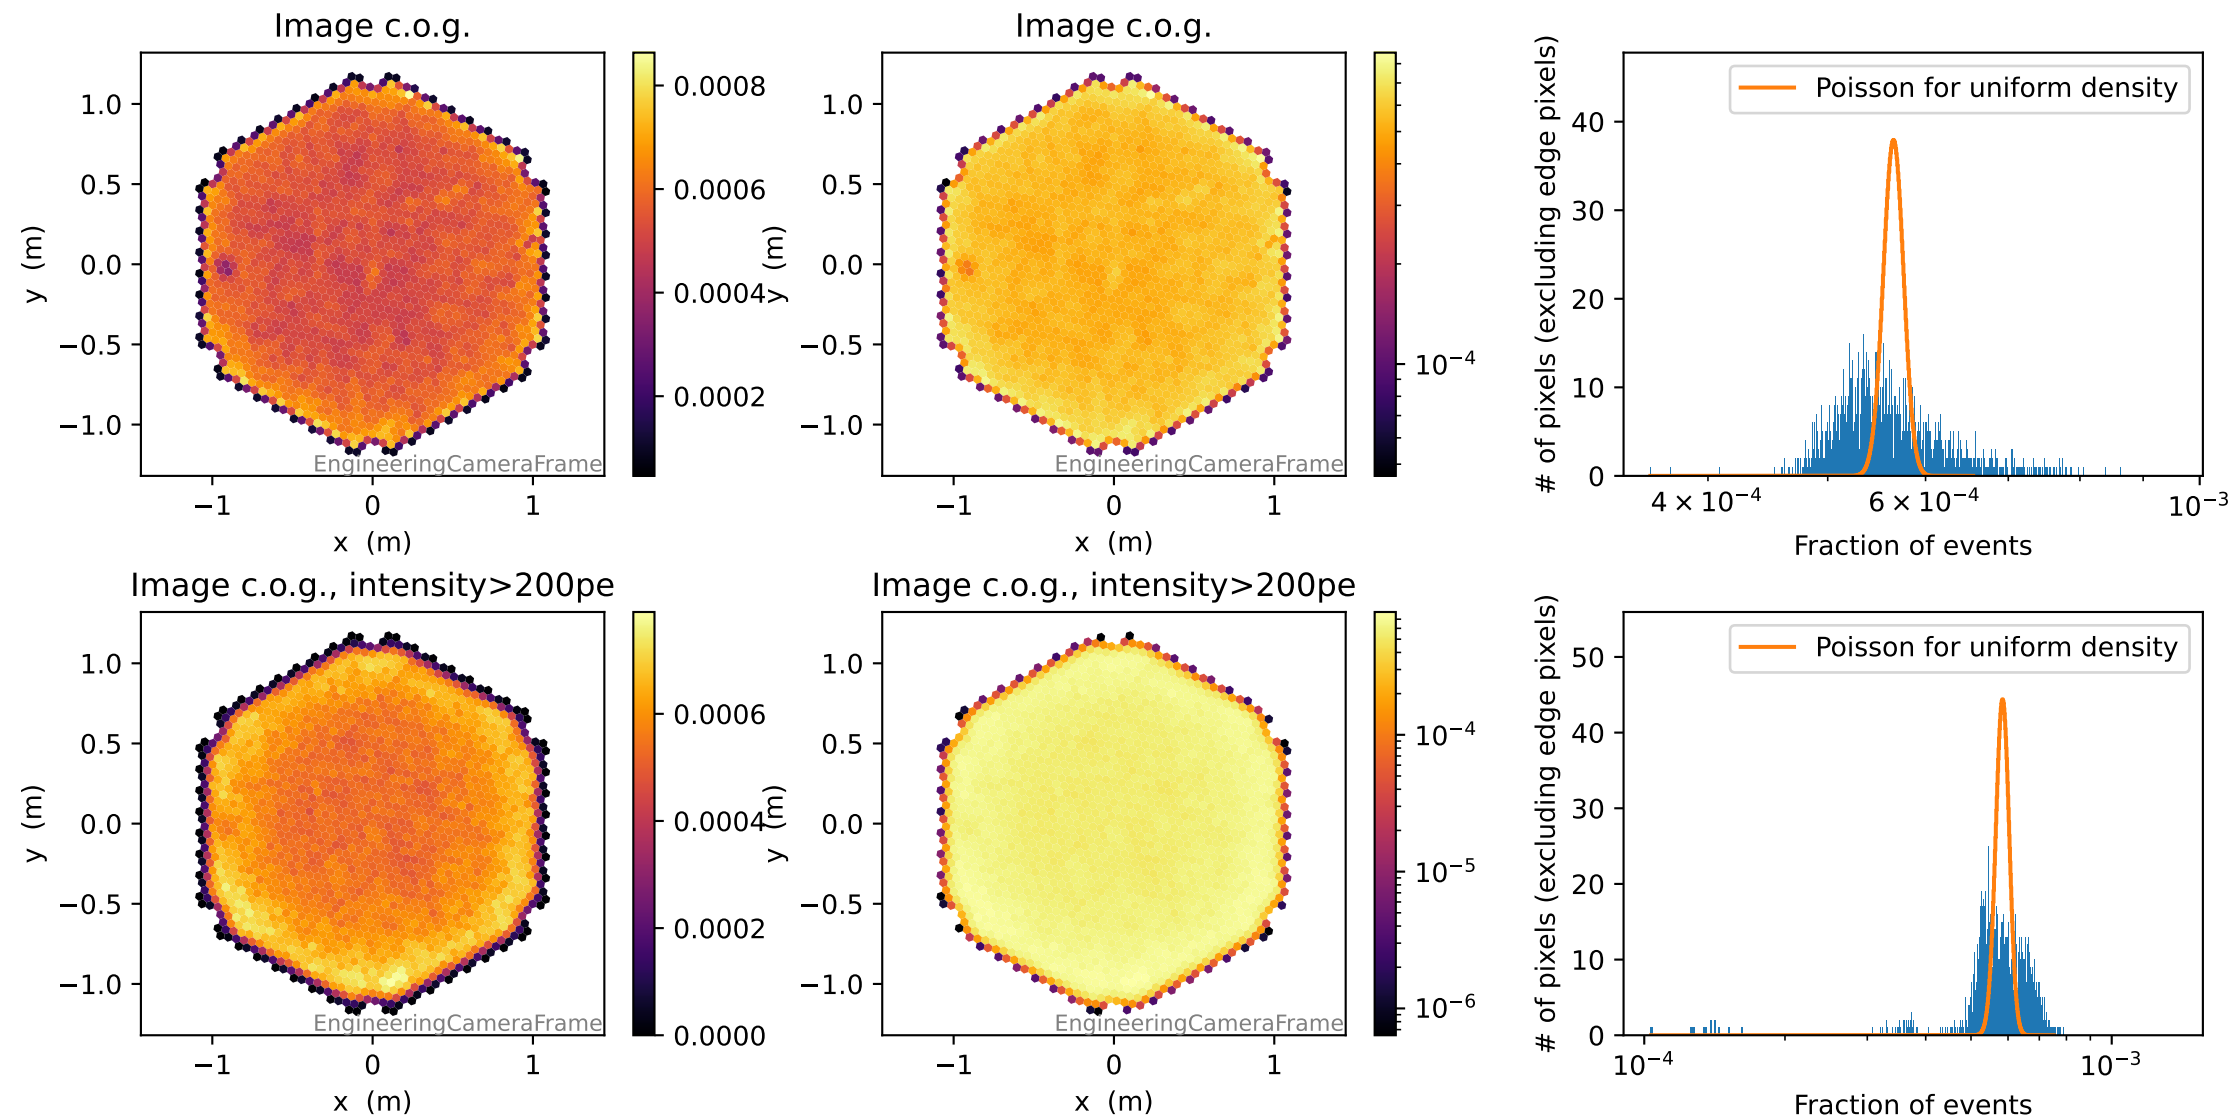 Image c.o.g.
1.0
0.5
0.0
−0.5
−1.0
y (m)
−1
0
1
x (m)
EngineeringCameraFrame
0.0008
0.0006
0.0004
0.0002
Image c.o.g.
1.0
0.5
0.0
−0.5
−1.0
y (m)
−1
0
1
x (m)
EngineeringCameraFrame
10⁻⁴
# of pixels (excluding edge pixels)
40
30
20
10
0
Poisson for uniform density
4 × 10⁻⁴
6 × 10⁻⁴
10⁻³
Fraction of events
Image c.o.g., intensity>200pe
1.0
0.5
0.0
−0.5
−1.0
y (m)
−1
0
1
x (m)
EngineeringCameraFrame
0.0006
0.0004
0.0002
0.0000
Image c.o.g., intensity>200pe
1.0
0.5
0.0
−0.5
−1.0
y (m)
−1
0
1
x (m)
EngineeringCameraFrame
10⁻⁴
10⁻⁵
10⁻⁶
# of pixels (excluding edge pixels)
50
40
30
20
10
0
Poisson for uniform density
10⁻⁴
10⁻³
Fraction of events